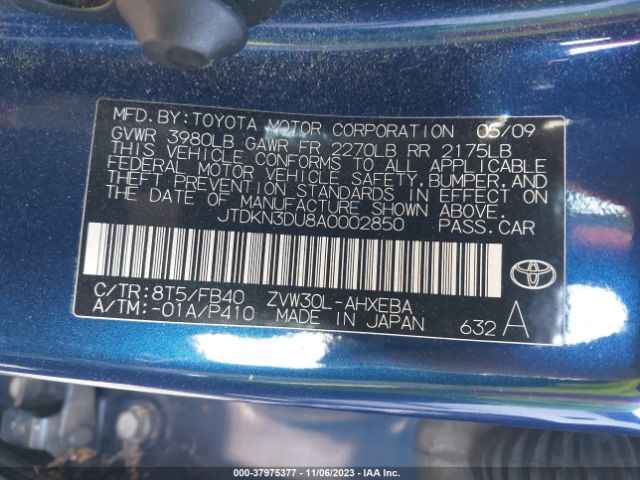 MFD. BY: TOYOTA MOTOR CORPORATION 05/09
GVWR 3980LB GAWR FR 2270LB RR 2175LB
THIS VEHICLE CONFORMS TO ALL APPLICABLE
FEDERAL MOTOR VEHICLE SAFETY, BUMPER, AND
THEFT PREVENTION STANDARDS IN EFFECT ON
THE DATE OF MANUFACTURE SHOWN ABOVE.
JTDKN3DU8A0002850 PASS. CAR
C/TR: 8T5/FB40 ZVW30L-AHXEBA
A/TM: -01A/P410 MADE IN JAPAN 632 A
TOYOTA
000-37975377 - 11/06/2023 - IAA Inc.